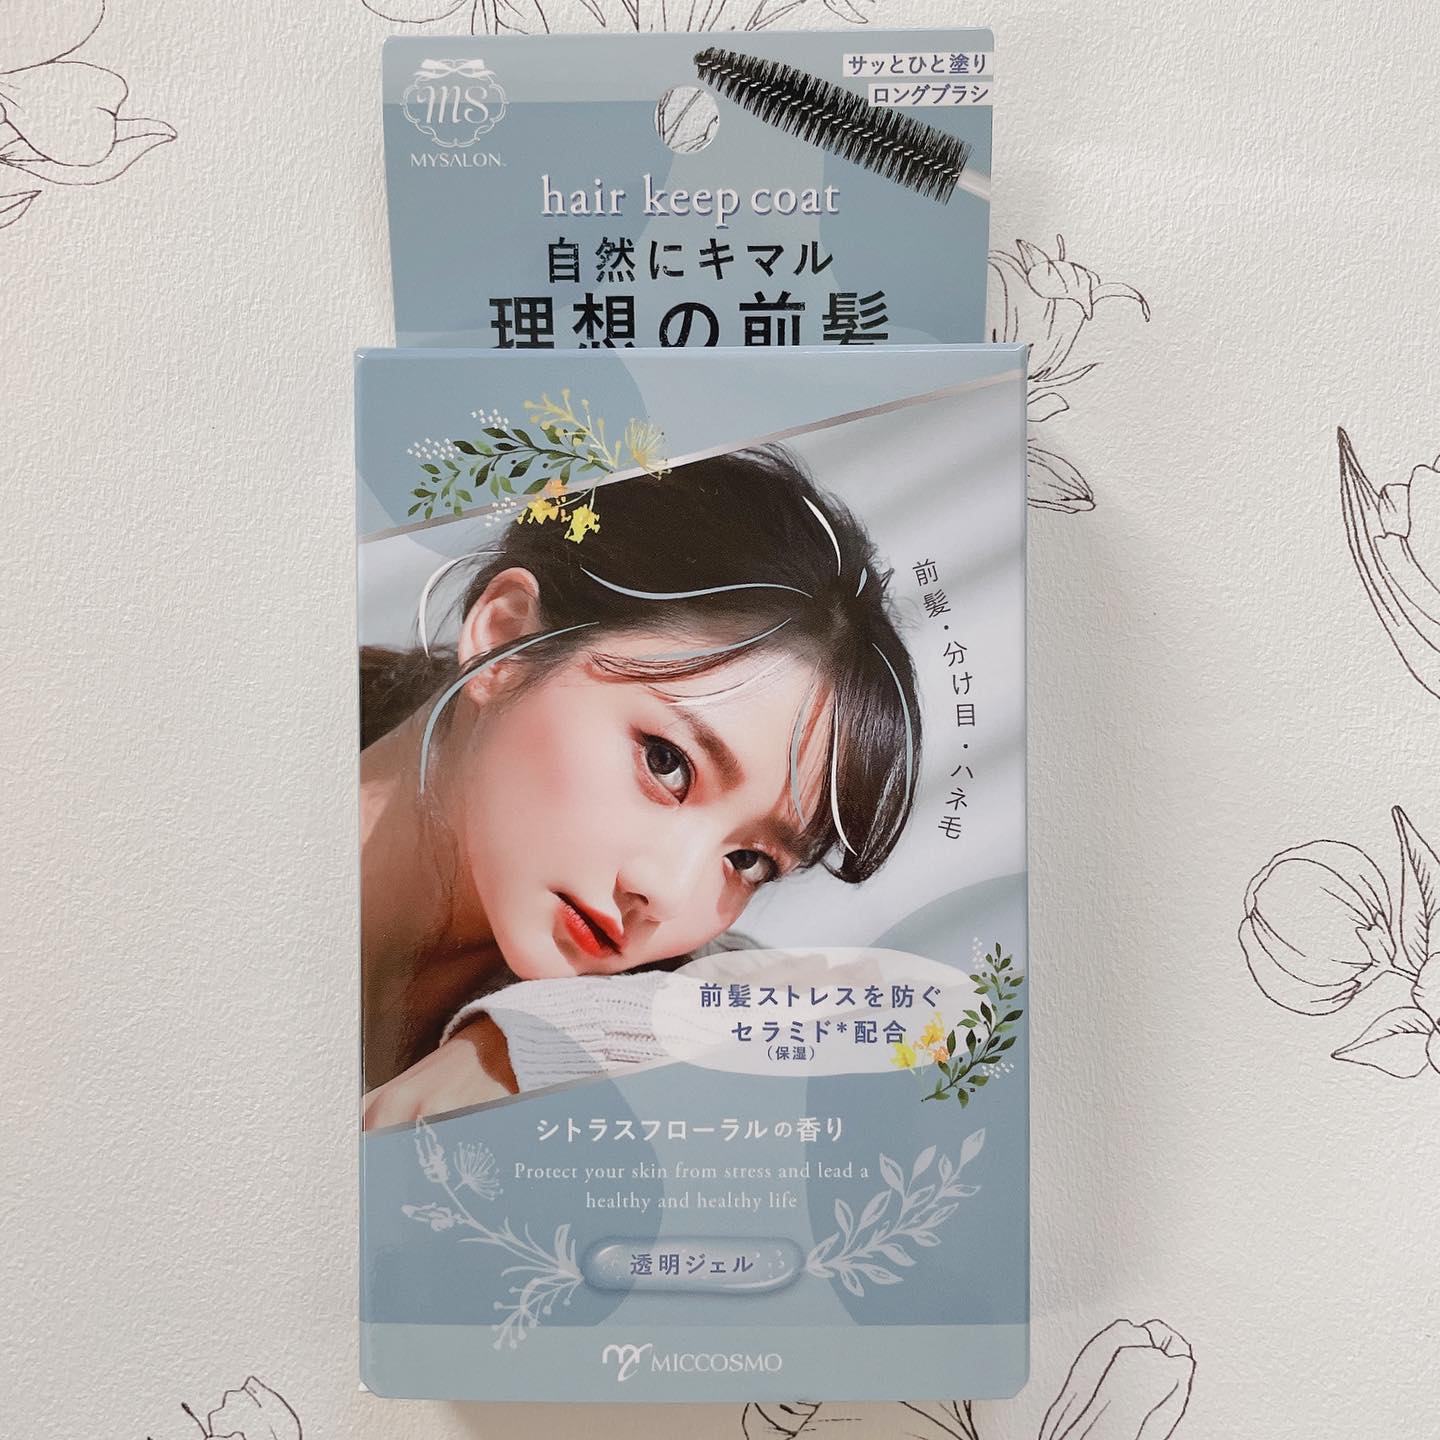 サッとひと塗り
ロングブラシ
MS
MYSALON™
hair keep coat
自然にキマル
理想の前髪
前髪・分け目・ハネ毛
前髪ストレスを防ぐ
セラミド*配合
(保湿)
シトラスフローラルの香り
Protect your skin from stress and lead a
healthy and healthy life
透明ジェル
MICCOSMO